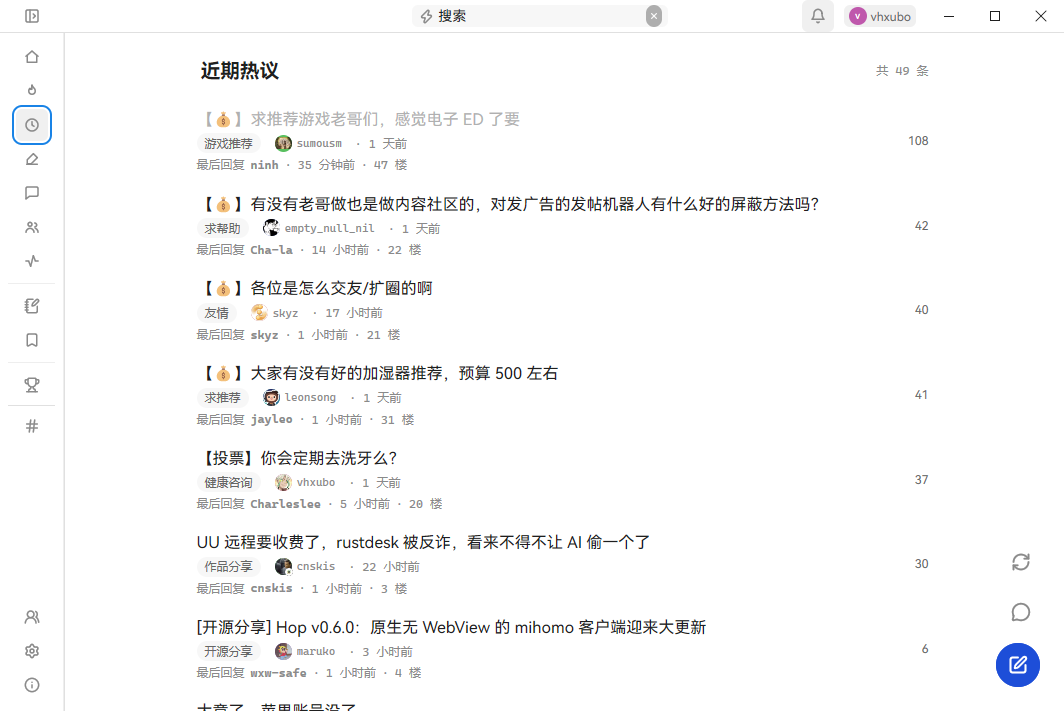 搜索
v vhxubo
近期热议
共 49 条
【💰】求推荐游戏老哥们，感觉电子 ED 了要
游戏推荐 sumousm · 1 天前
108
最后回复 ninh · 35 分钟前 · 47 楼
【💰】有没有老哥做也是做内容社区的，对发广告的发帖机器人有什么好的屏蔽方法吗？
求帮助 empty_null_nil · 1 天前
42
最后回复 Cha-la · 14 小时前 · 22 楼
【💰】各位是怎么交友/扩圈的啊
友情 skyz · 17 小时前
40
最后回复 skyz · 1 小时前 · 21 楼
【💰】大家有没有好的加湿器推荐，预算 500 左右
求推荐 leonsong · 1 天前
41
最后回复 jayleo · 1 小时前 · 31 楼
【投票】你会定期去洗牙么？
健康咨询 vhxubo · 1 天前
37
最后回复 Charleslee · 5 小时前 · 20 楼
UU 远程要收费了，rustdesk 被反诈，看来不得不让 AI 偷一个了
作品分享 cnskis · 22 小时前
30
最后回复 cnskis · 1 小时前 · 3 楼
[开源分享] Hop v0.6.0：原生无 WebView 的 mihomo 客户端迎来大更新
开源分享 maruko · 3 小时前
6
最后回复 wxw-safe · 1 小时前 · 4 楼